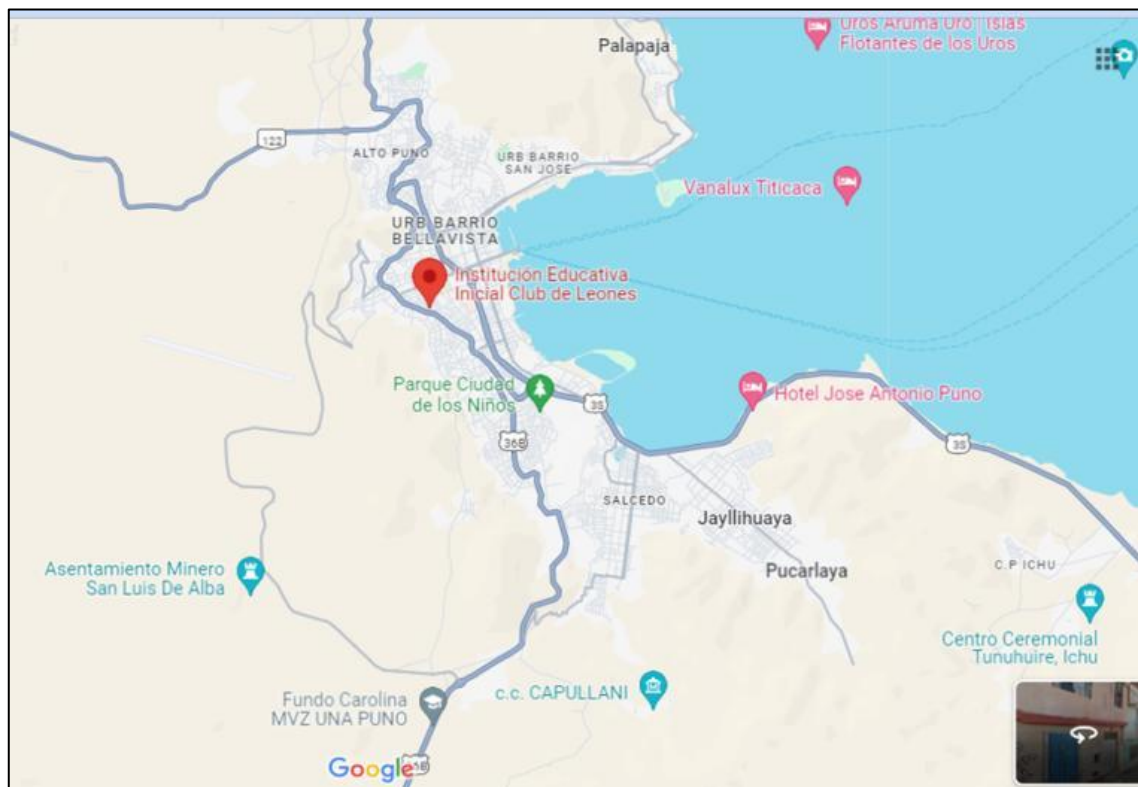 Uros Aruma Uro | Islas
Flotantes de los Uros
Palapaja
122
ALTO PUNO
URB BARRIO
SAN JOSE
Vanalux Titicaca
URB BARRIO
BELLAVISTA
Institución Educativa
Inicial Club de Leones
Parque Ciudad
de los Niños
Hotel Jose Antonio Puno
3S
36B
3S
SALCEDO
Jayllihuaya
Asentamiento Minero
San Luis De Alba
Pucarlaya
C.P ICHU
Centro Ceremonial
Tunuhuire, Ichu
c.c. CAPULLANI
Fundo Carolina
MVZ UNA PUNO
Google